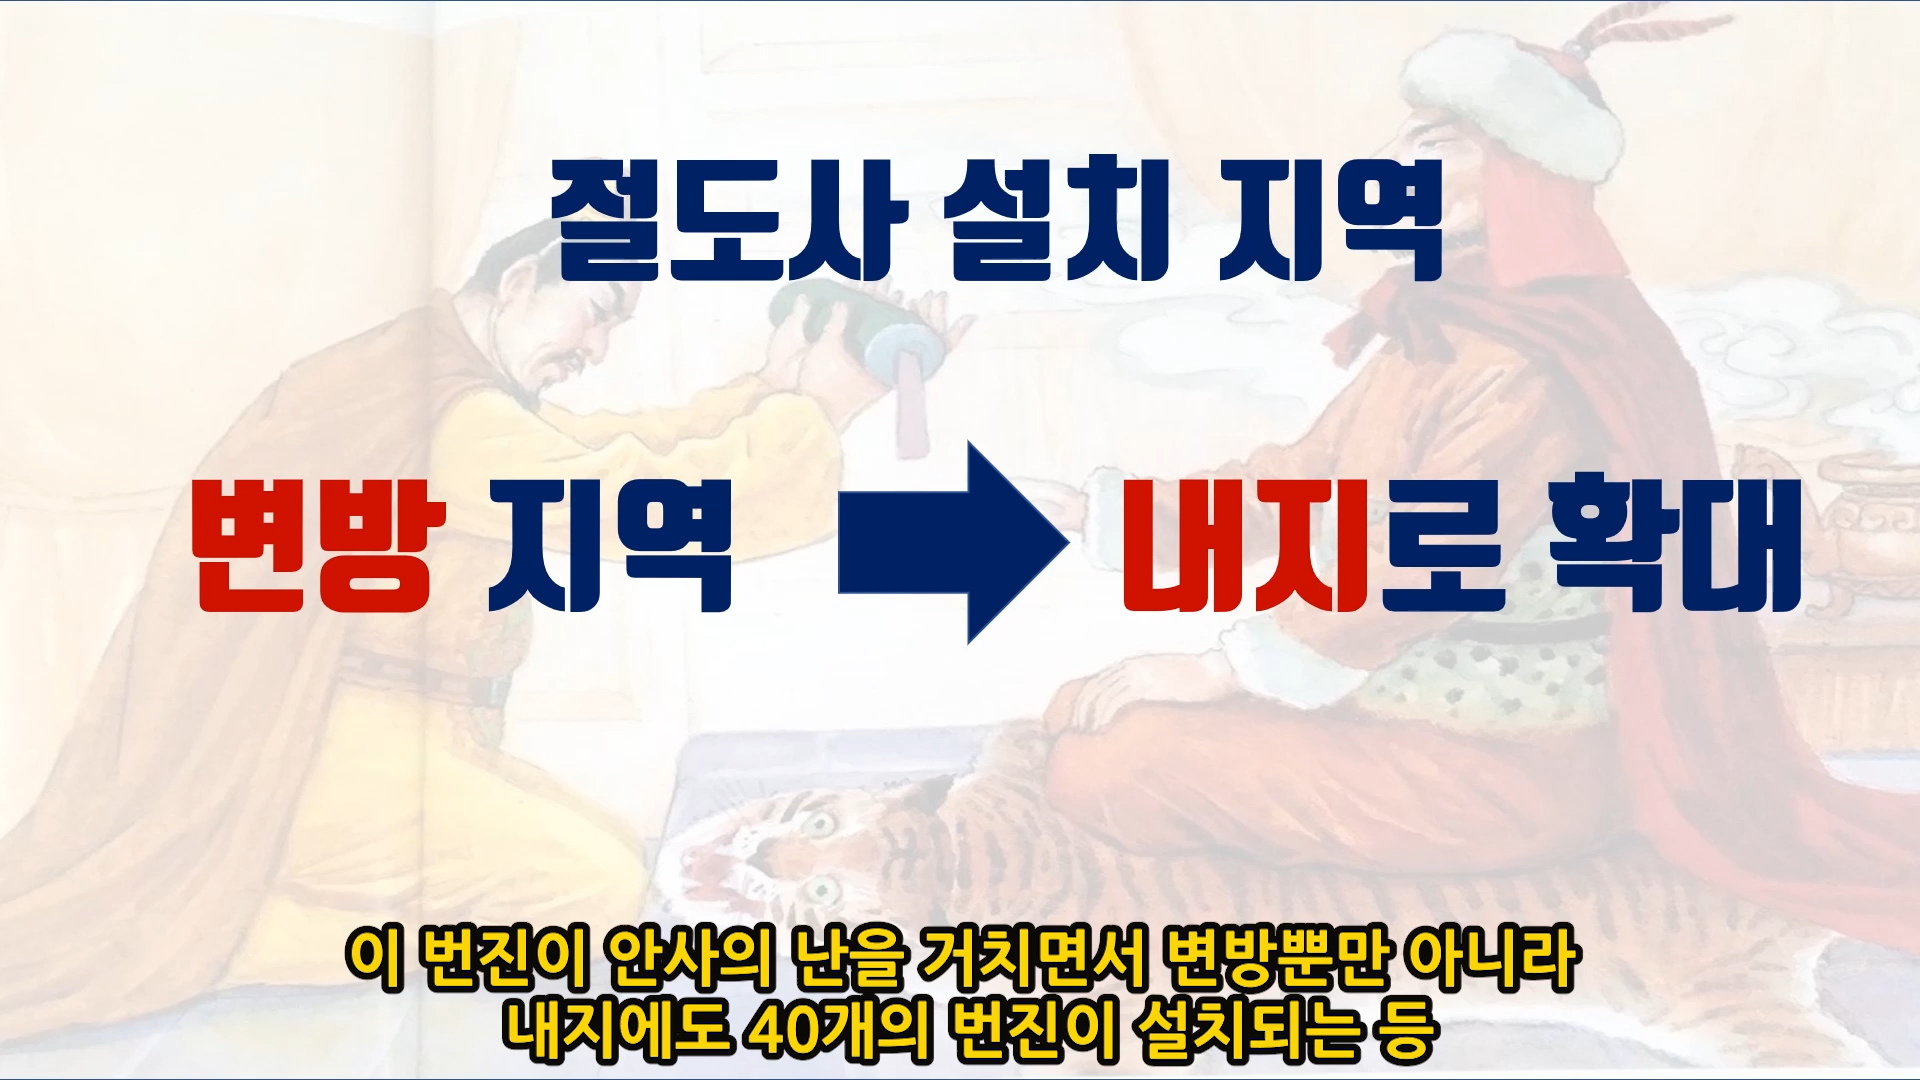 절도사 설치 지역
변방 지역
내지로 확대
이 번진이 안사의 난을 거치면서 변방뿐만 아니라
내지에도 40개의 번진이 설치되는 등